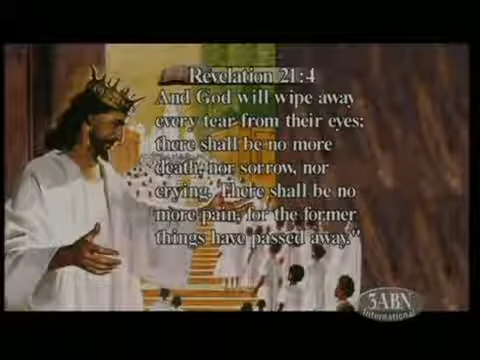 Revelation 21:4
And God will wipe away
every tear from their eyes;
there shall be no more
death, nor sorrow, nor
crying. There shall be no
more pain, for the former
things have passed away."
3ABN
International